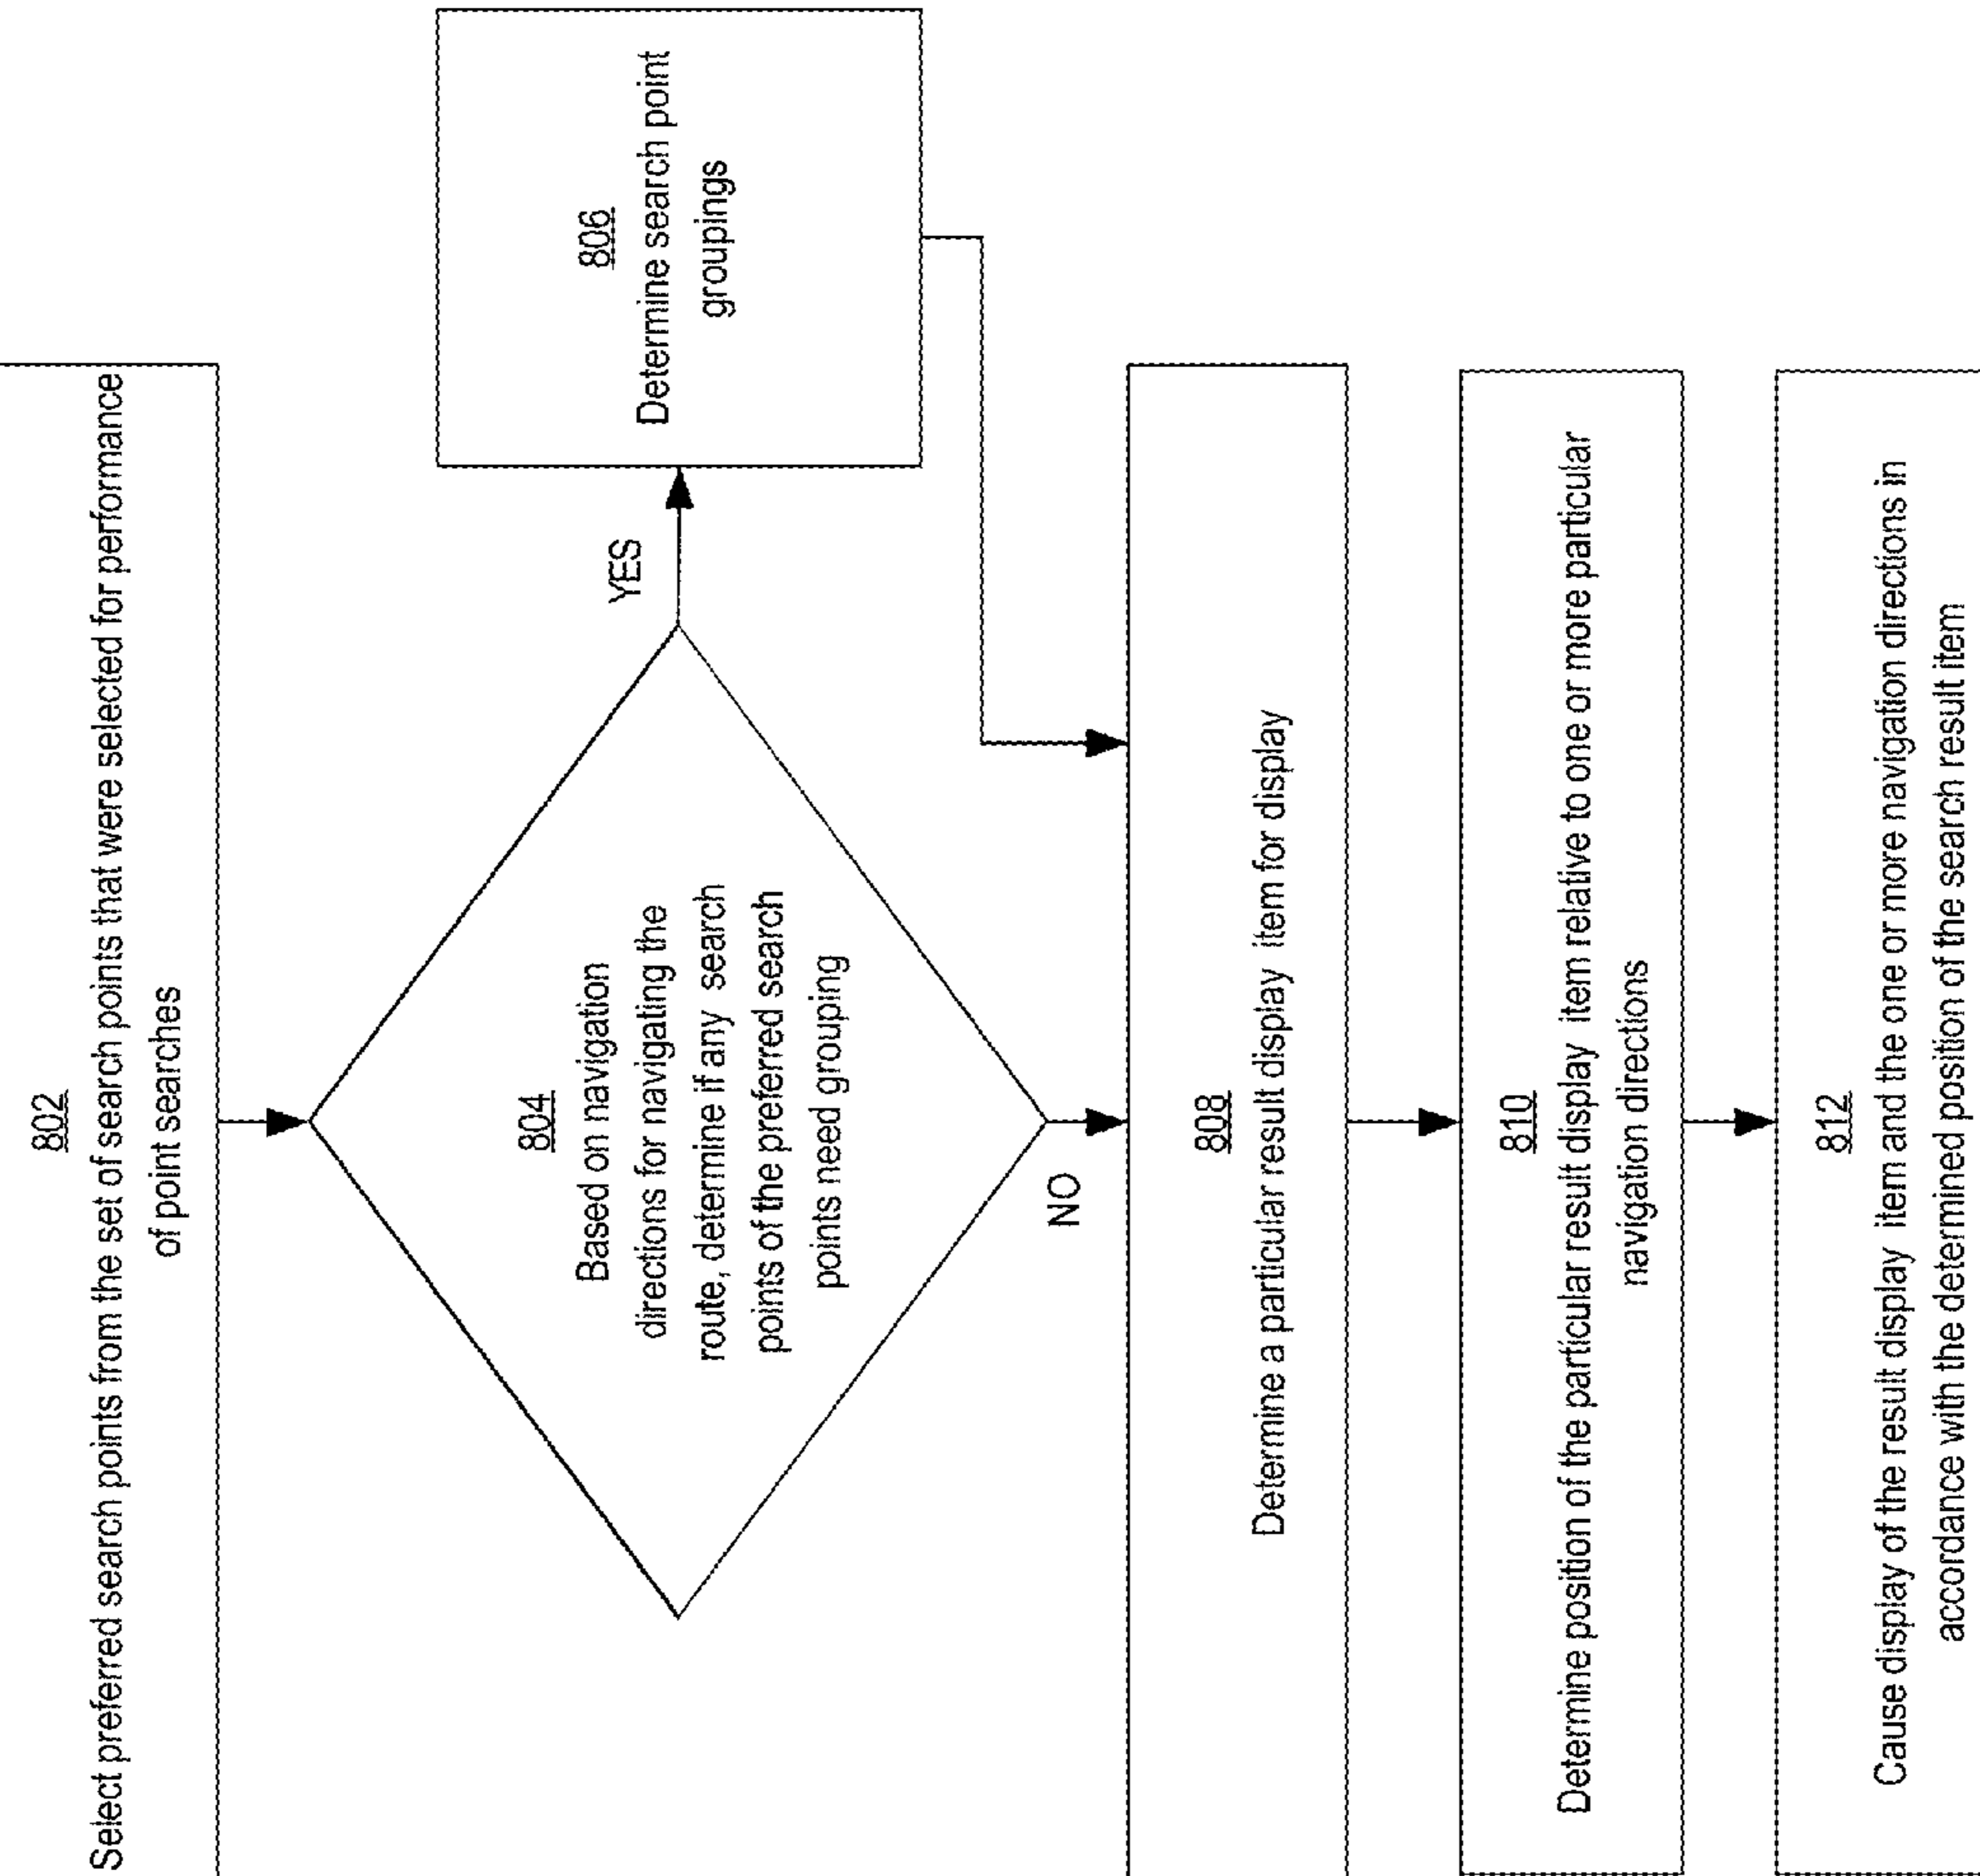 802
Select preferred search points from the set of search points that were selected for performance
of point searches
804
Based on navigation
directions for navigating the
route, determine if any search
points of the preferred search
points need grouping
YES
806
Determine search point
groupings
NO
808
Determine a particular result display item for display
810
Determine position of the particular result display item relative to one or more particular
navigation directions
812
Cause display of the result display item and the one or more navigation directions in
accordance with the determined position of the search result item